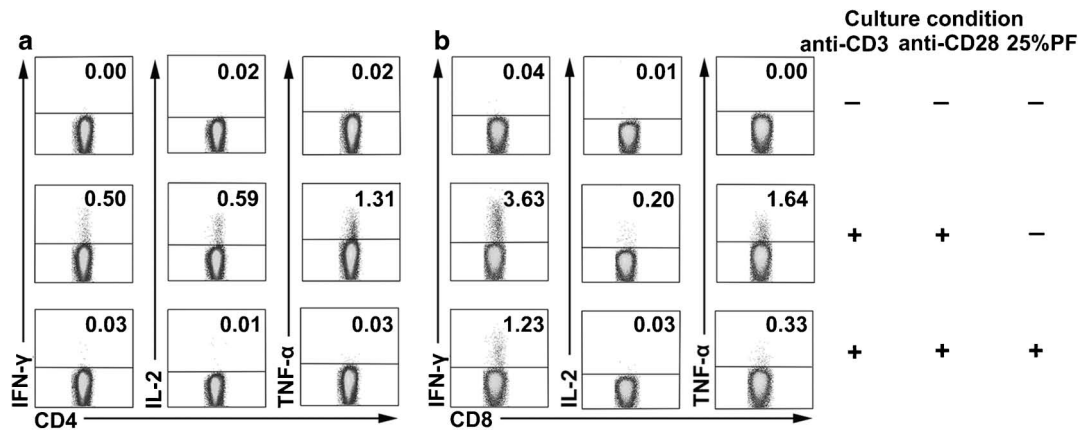 a
b
Culture condition
anti-CD3 anti-CD28 25%PF
0.00 0.02 0.02 0.04 0.01 0.00 − − −
0.50 0.59 1.31 3.63 0.20 1.64 + + −
0.03 0.01 0.03 1.23 0.03 0.33 + + +
IFN-γ IL-2 TNF-α IFN-γ IL-2 TNF-α
CD4 CD8